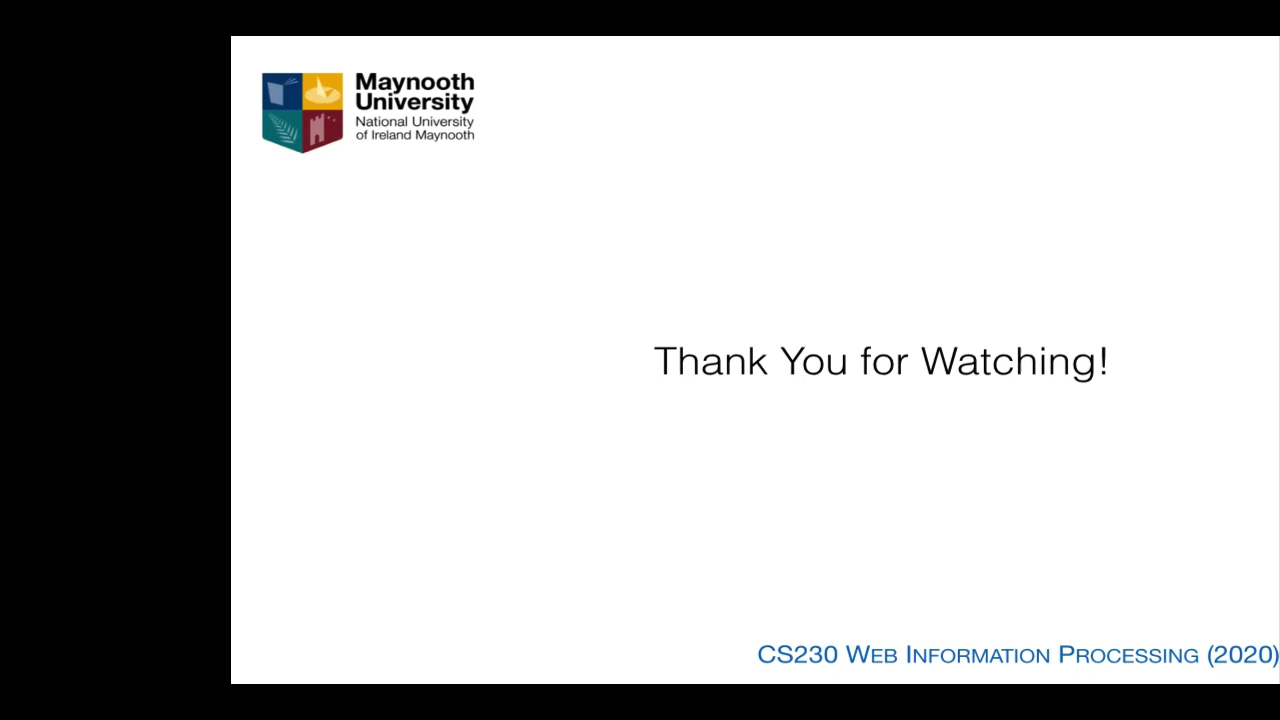 Maynooth
University
National University
of Ireland Maynooth
Thank You for Watching!
CS230 WEB INFORMATION PROCESSING (2020)